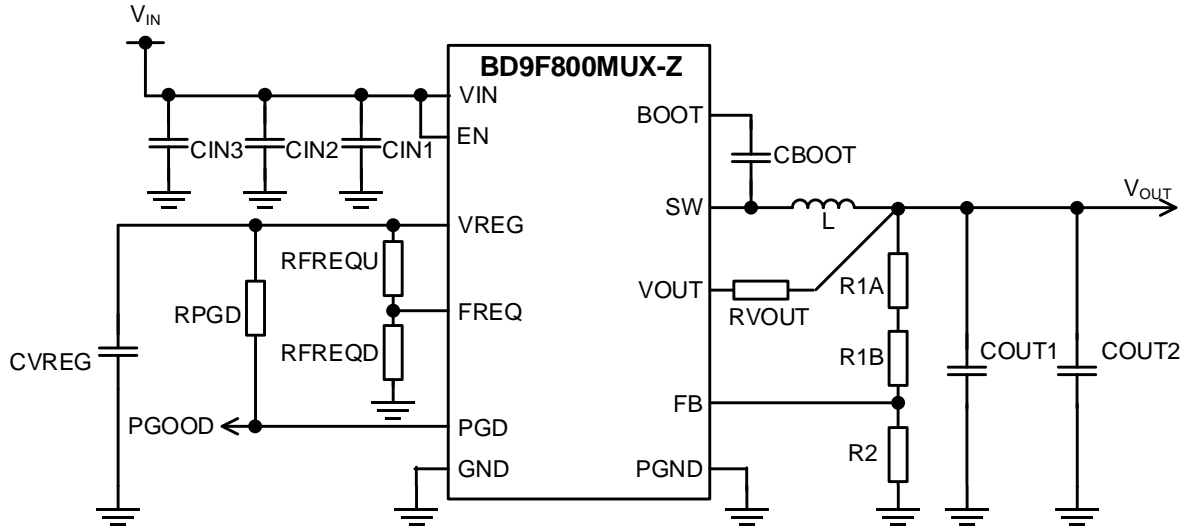 VIN
BD9F800MUX-Z
VIN
BOOT
EN
CIN3
CIN2
CIN1
CBOOT
SW
VOUT
L
VREG
RFREQU
VOUT
R1A
RPGD
FREQ
RVOUT
RFREQD
R1B
COUT1
COUT2
CVREG
FB
PGOOD
PGD
R2
GND
PGND